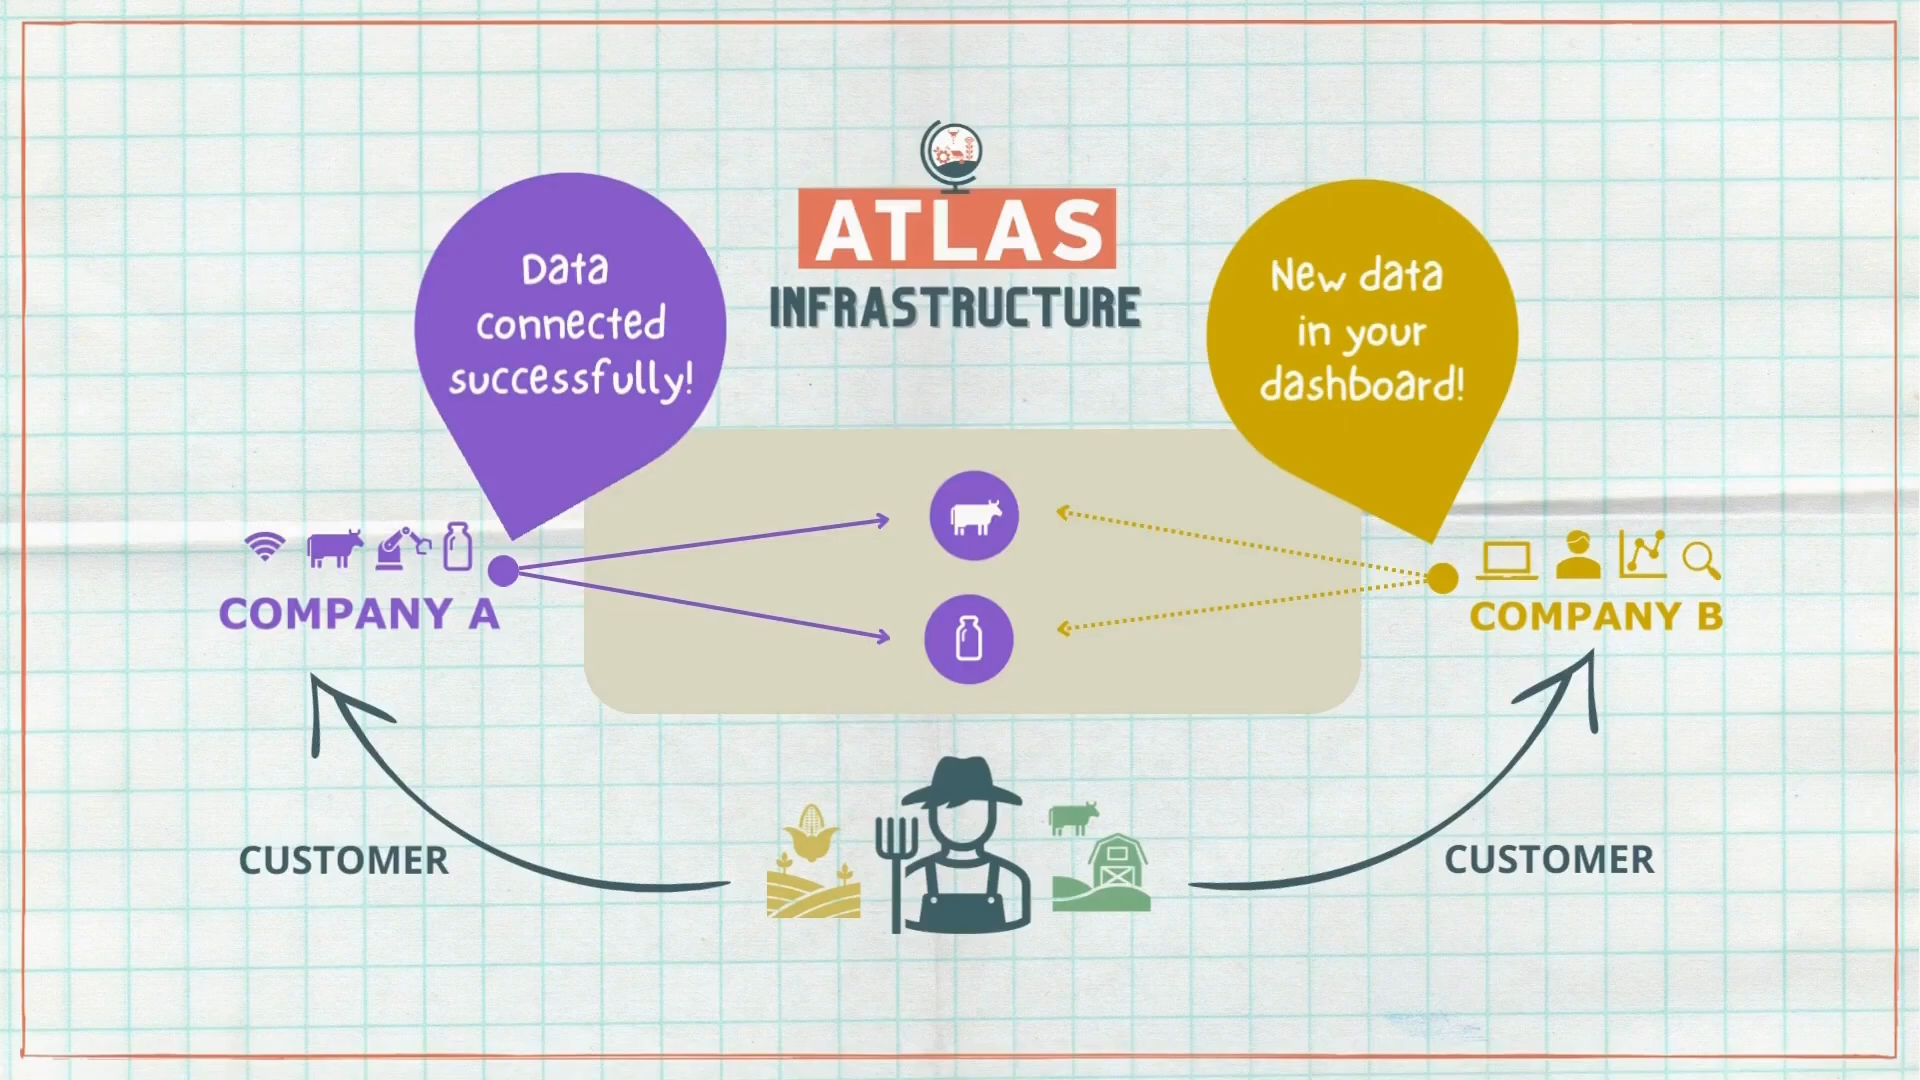 ATLAS
INFRASTRUCTURE
Data
connected
successfully!
New data
in your
dashboard!
COMPANY A
COMPANY B
CUSTOMER
CUSTOMER